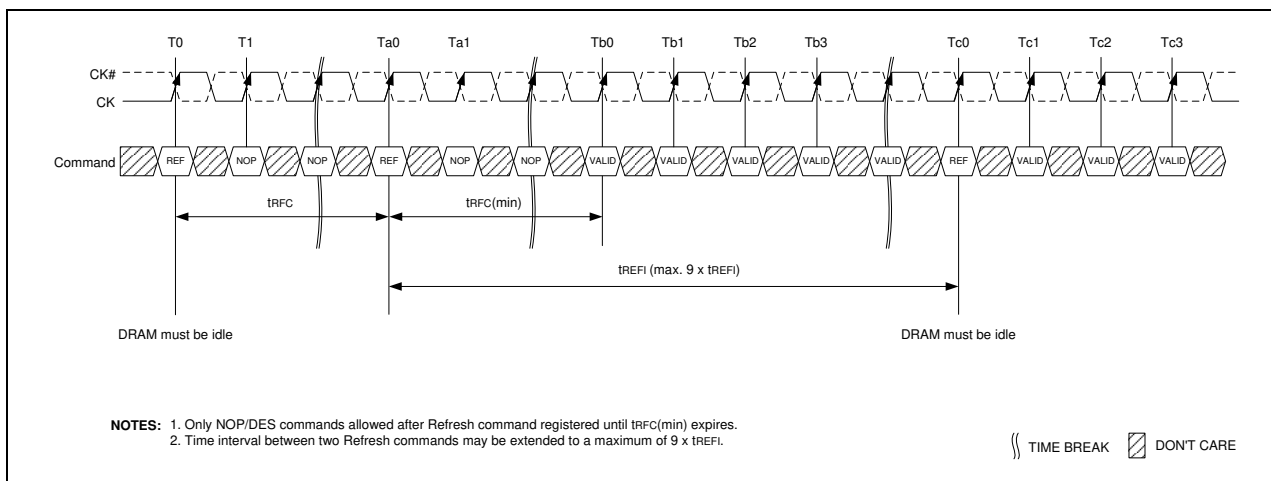 T0 T1 Ta0 Ta1 Tb0 Tb1 Tb2 Tb3 Tc0 Tc1 Tc2 Tc3
CK#
CK
Command REF NOP NOP REF NOP NOP VALID VALID VALID VALID VALID REF VALID VALID VALID
tRFC tRFC(min)
tREFI (max. 9 x tREFI)
DRAM must be idle DRAM must be idle
NOTES: 1. Only NOP/DES commands allowed after Refresh command registered until tRFC(min) expires.
2. Time interval between two Refresh commands may be extended to a maximum of 9 x tREFI.
TIME BREAK DON'T CARE